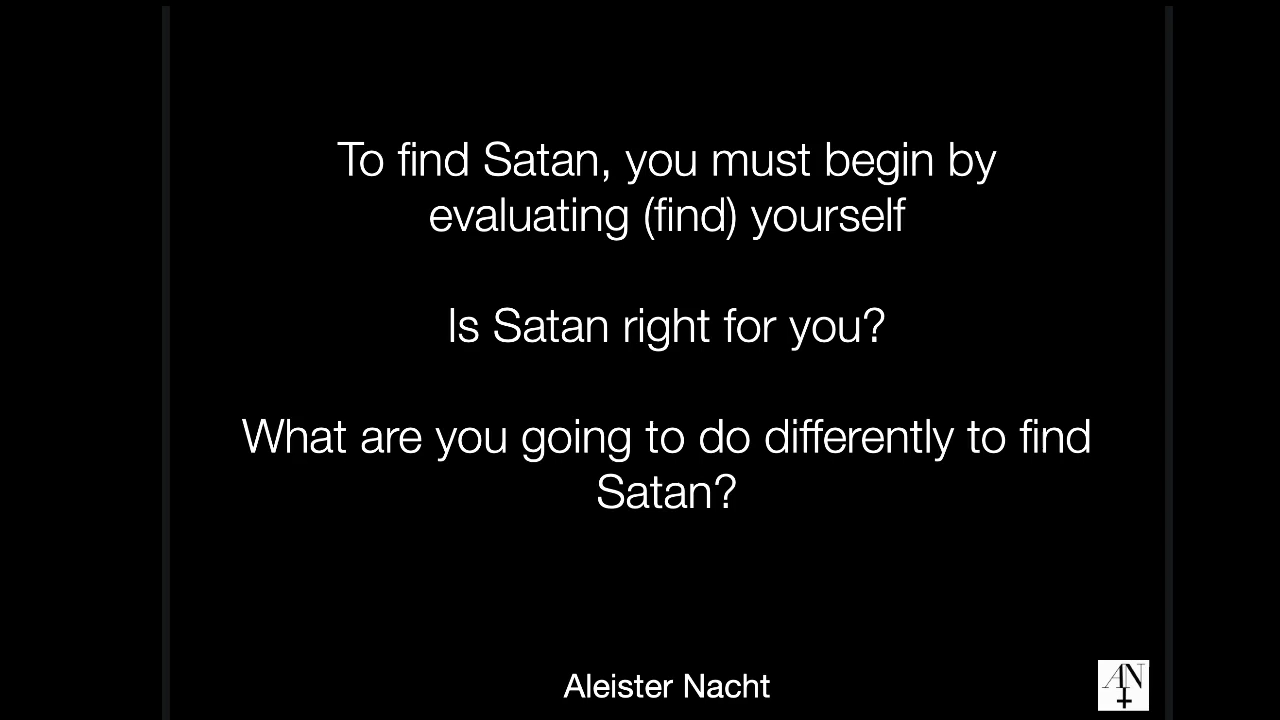 To find Satan, you must begin by
evaluating (find) yourself
Is Satan right for you?
What are you going to do differently to find
Satan?
Aleister Nacht
AN